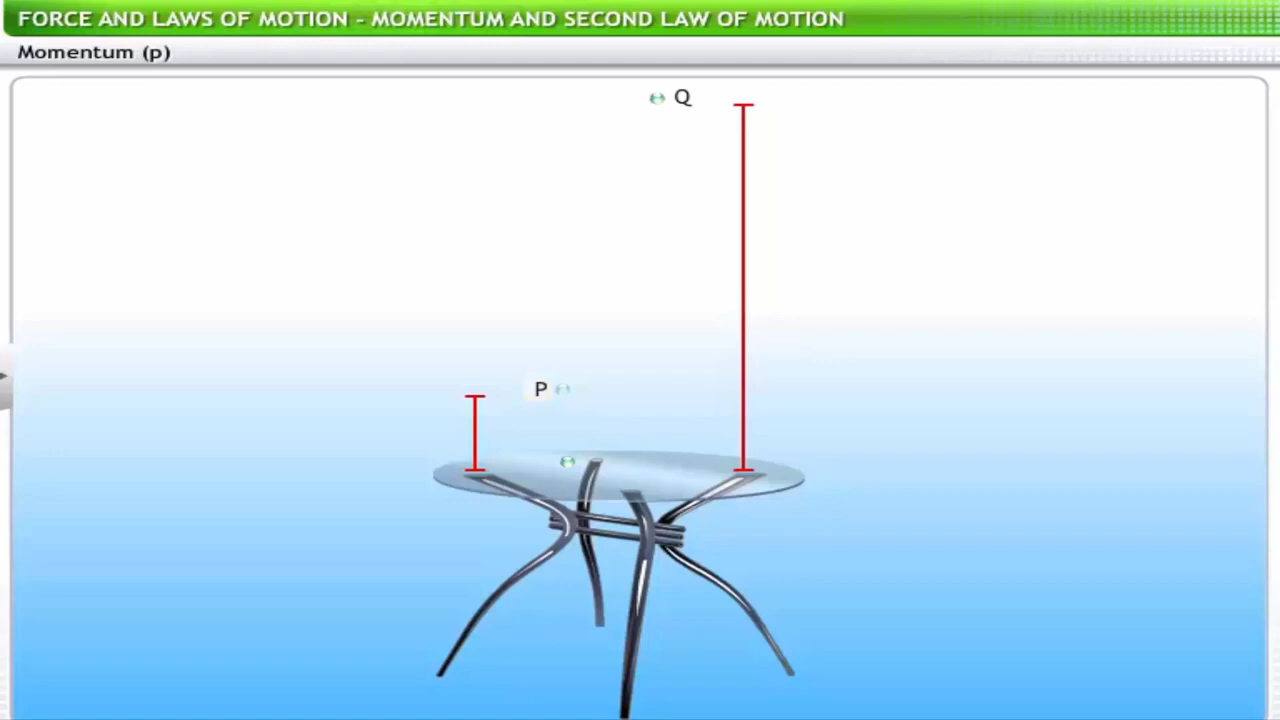 FORCE AND LAWS OF MOTION - MOMENTUM AND SECOND LAW OF MOTION
Momentum (p)
Q
P